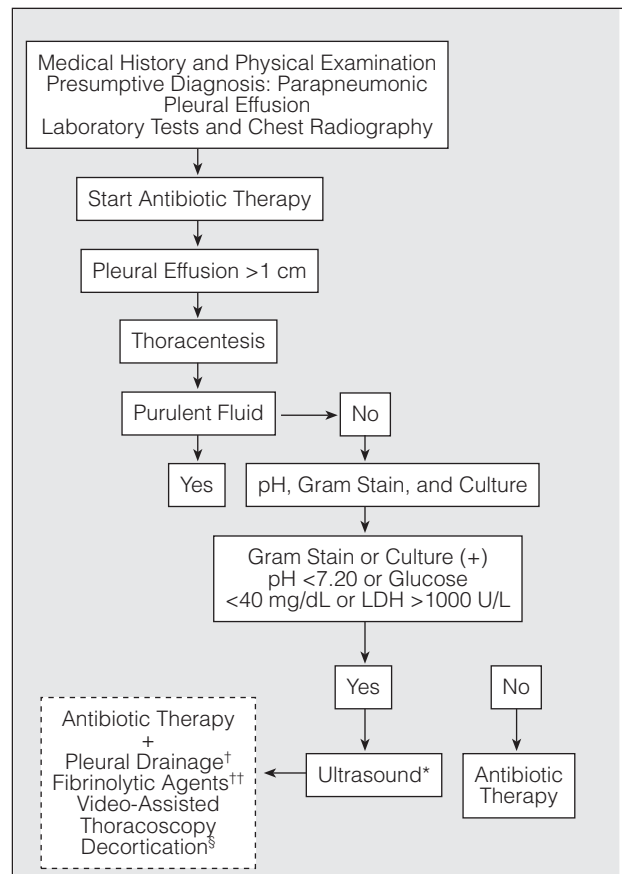 Medical History and Physical Examination
Presumptive Diagnosis: Parapneumonic
Pleural Effusion
Laboratory Tests and Chest Radiography
Start Antibiotic Therapy
Pleural Effusion >1 cm
Thoracentesis
Purulent Fluid
No
Yes
pH, Gram Stain, and Culture
Gram Stain or Culture (+)
pH <7.20 or Glucose
<40 mg/dL or LDH >1000 U/L
Yes
No
Antibiotic Therapy
+
Pleural Drainage†
Fibrinolytic Agents††
Video-Assisted
Thoracoscopy
Decortication§
Ultrasound*
Antibiotic
Therapy